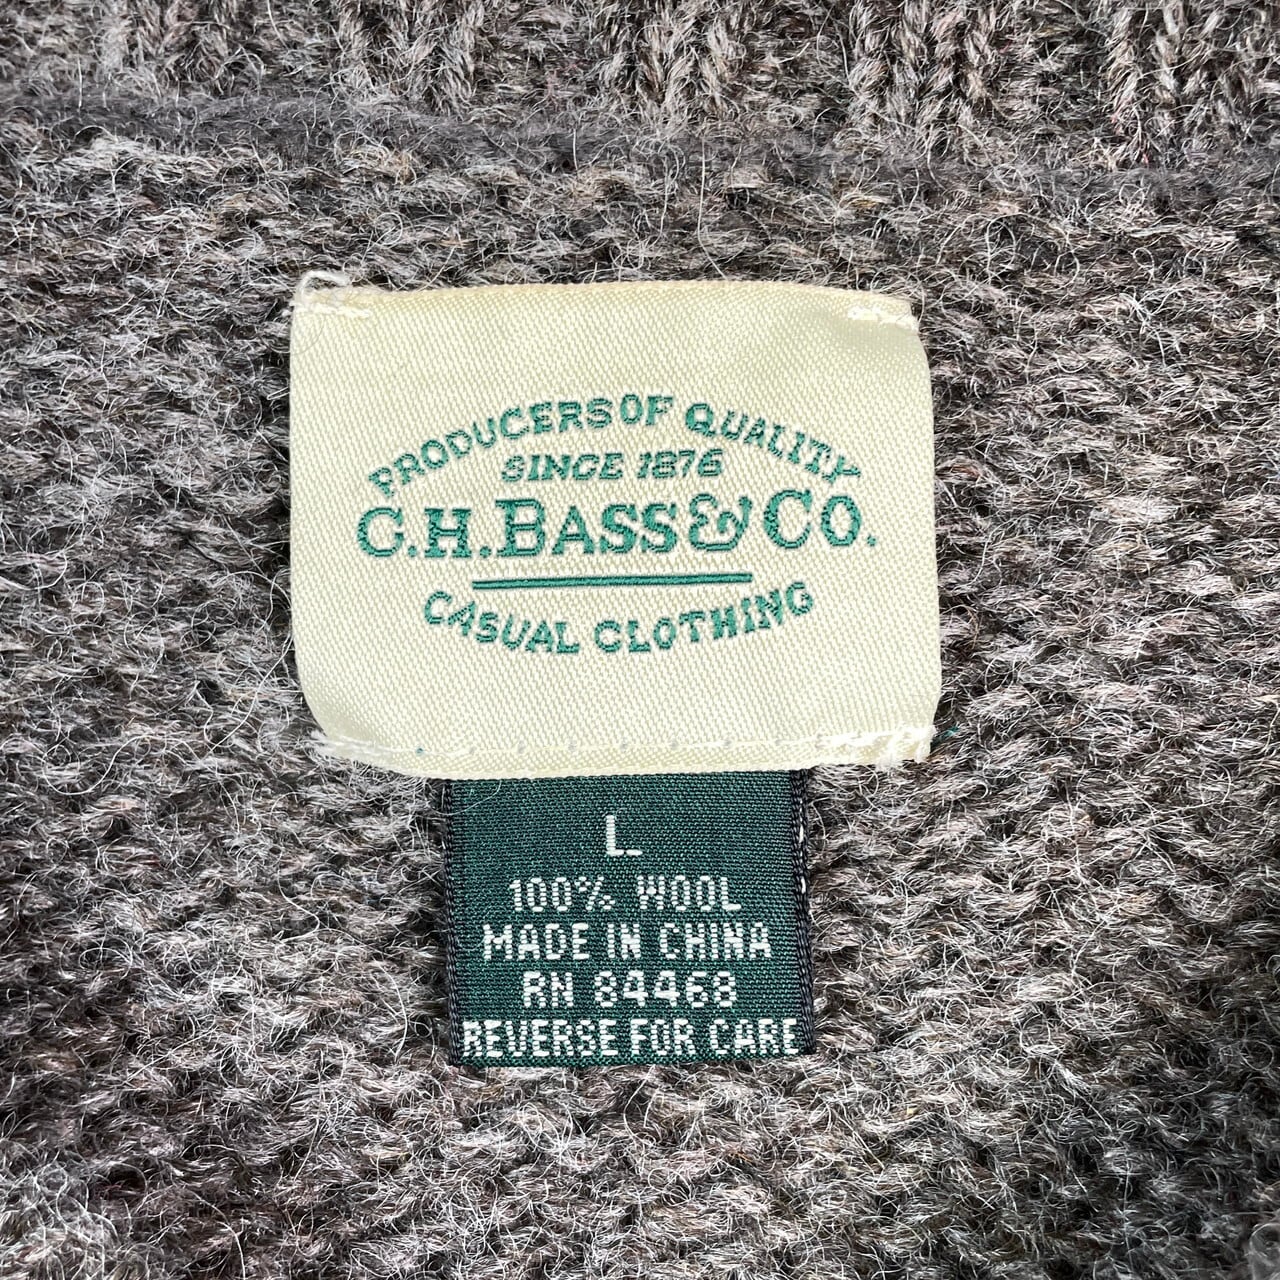 PRODUCERS OF QUALITY
SINCE 1876
G.H. BASS & CO.
CASUAL CLOTHING
L
100% WOOL
MADE IN CHINA
RN 84468
REVERSE FOR CARE